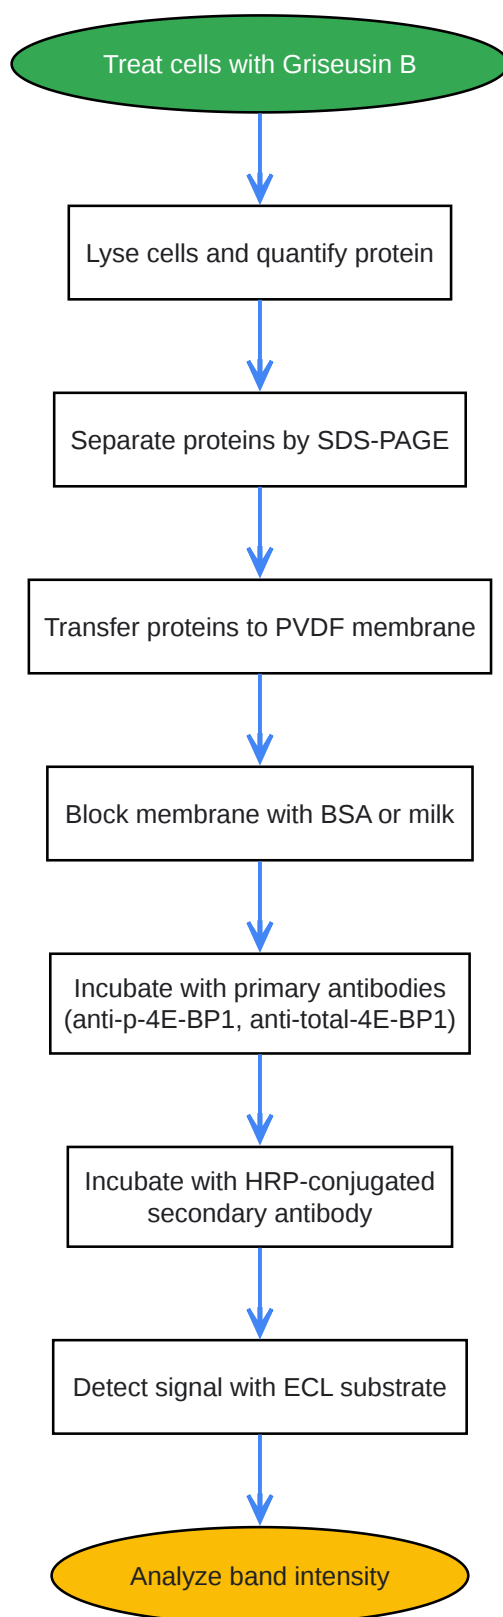 Treat cells with Griseusin B
Lyse cells and quantify protein
Separate proteins by SDS-PAGE
Transfer proteins to PVDF membrane
Block membrane with BSA or milk
Incubate with primary antibodies
(anti-p-4E-BP1, anti-total-4E-BP1)
Incubate with HRP-conjugated
secondary antibody
Detect signal with ECL substrate
Analyze band intensity